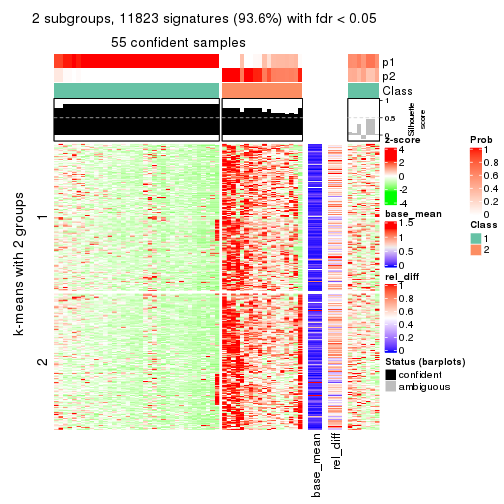 2 subgroups, 11823 signatures (93.6%) with fdr < 0.05
55 confident samples
p1
p2
Class
1
0.5
0
Silhouette
score
k-means with 2 groups
1
2
base_mean
rel_diff
z-score
4
2
0
-2
-4
base_mean
1.5
1
0.5
0
rel_diff
1
0.8
0.6
0.4
0.2
0
Status (barplots)
confident
ambiguous
Prob
1
0.8
0.6
0.4
0.2
0
Class
1
2